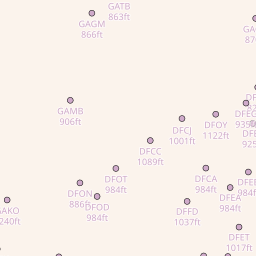 GATB
863ft
GAGM
866ft
GAMB
906ft
DFCJ
1001ft
DFOY
1122ft
DFCC
1089ft
DFOT
984ft
DFCA
984ft
DFON
886ft
DFOD
984ft
DFEA
984ft
DFFD
1037ft
DFET
1017ft